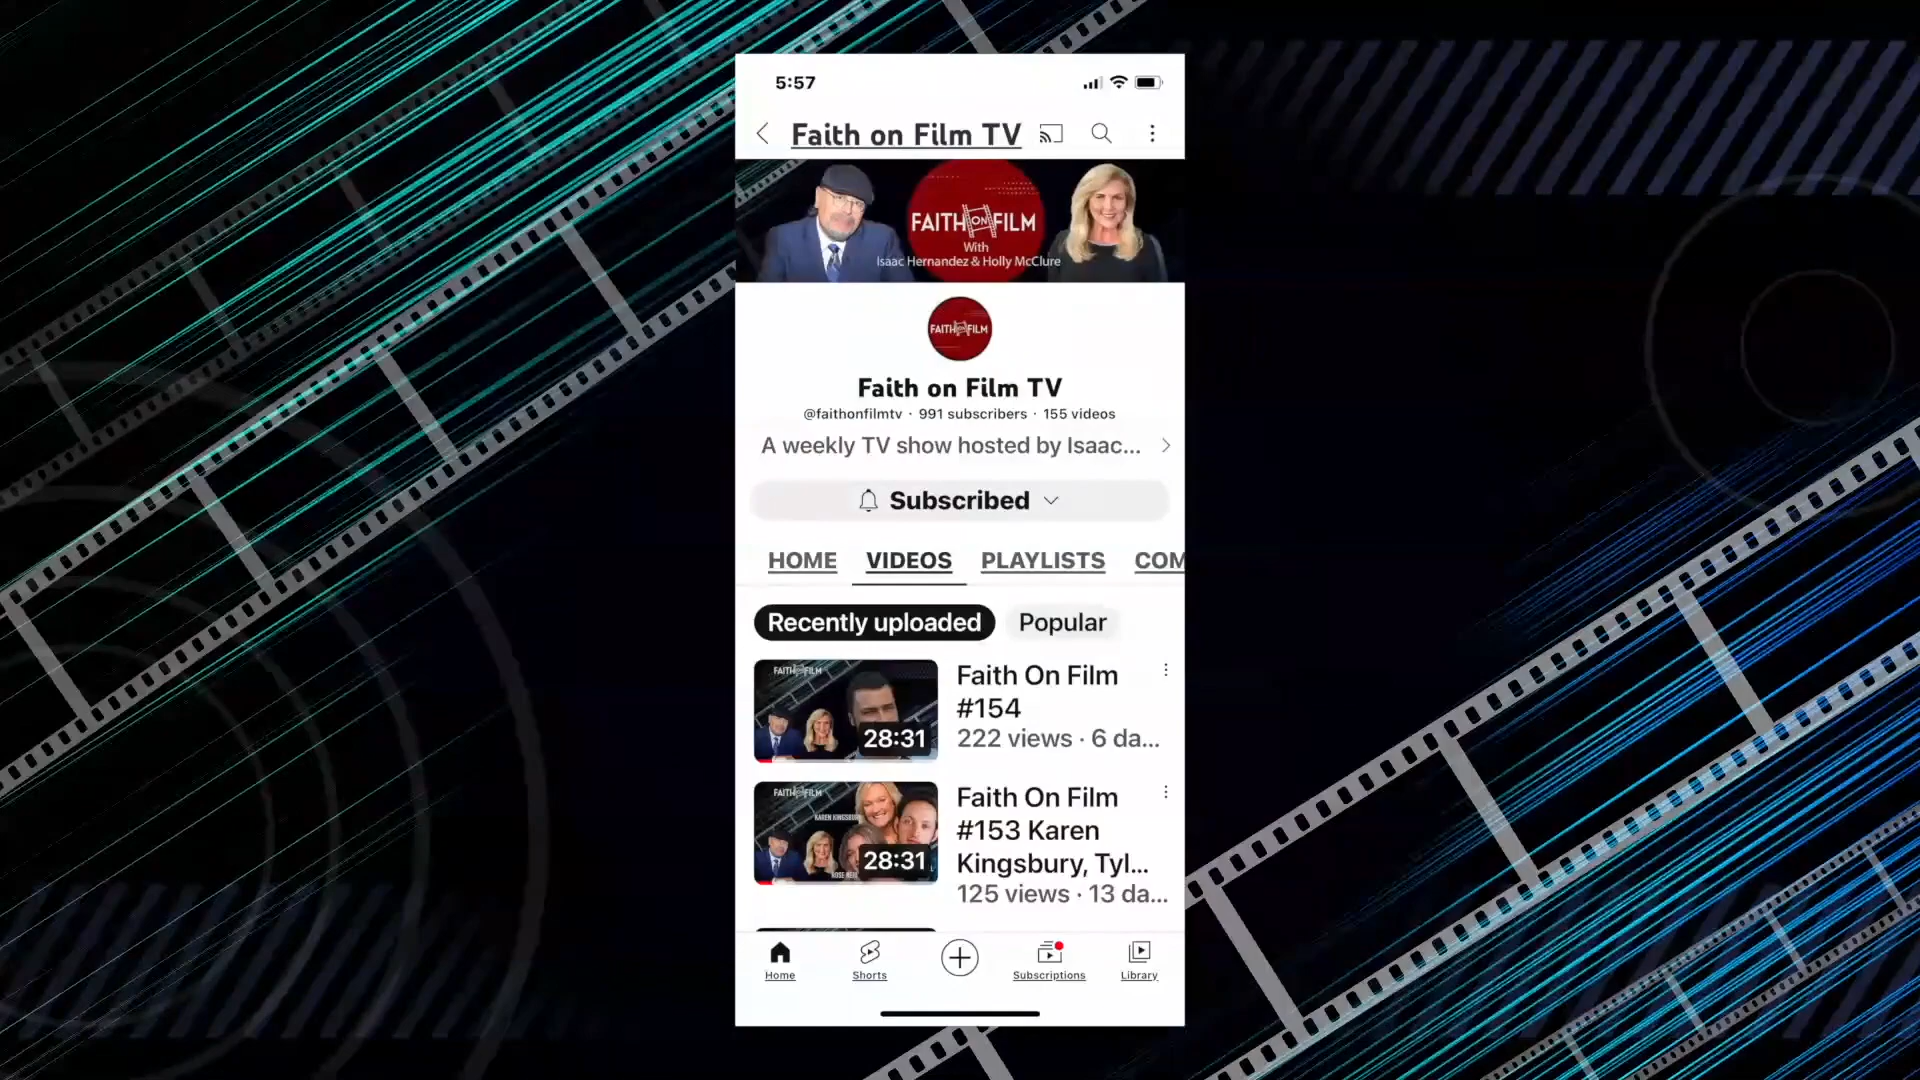 5:57
Faith on Film TV
FAITH ON FILM
With
Isaac Hernandez & Holly McClure
FAITH ON FILM
Faith on Film TV
@faithonfilmtv · 991 subscribers · 155 videos
A weekly TV show hosted by Isaac...
Subscribed
HOME VIDEOS PLAYLISTS COM
Recently uploaded Popular
FAITH ON FILM
28:31
Faith On Film
#154
222 views · 6 da...
FAITH ON FILM
KAREN KINGSBURY
28:31
Faith On Film
#153 Karen
Kingsbury, Tyl...
125 views · 13 da...
Home Shorts Subscriptions Library